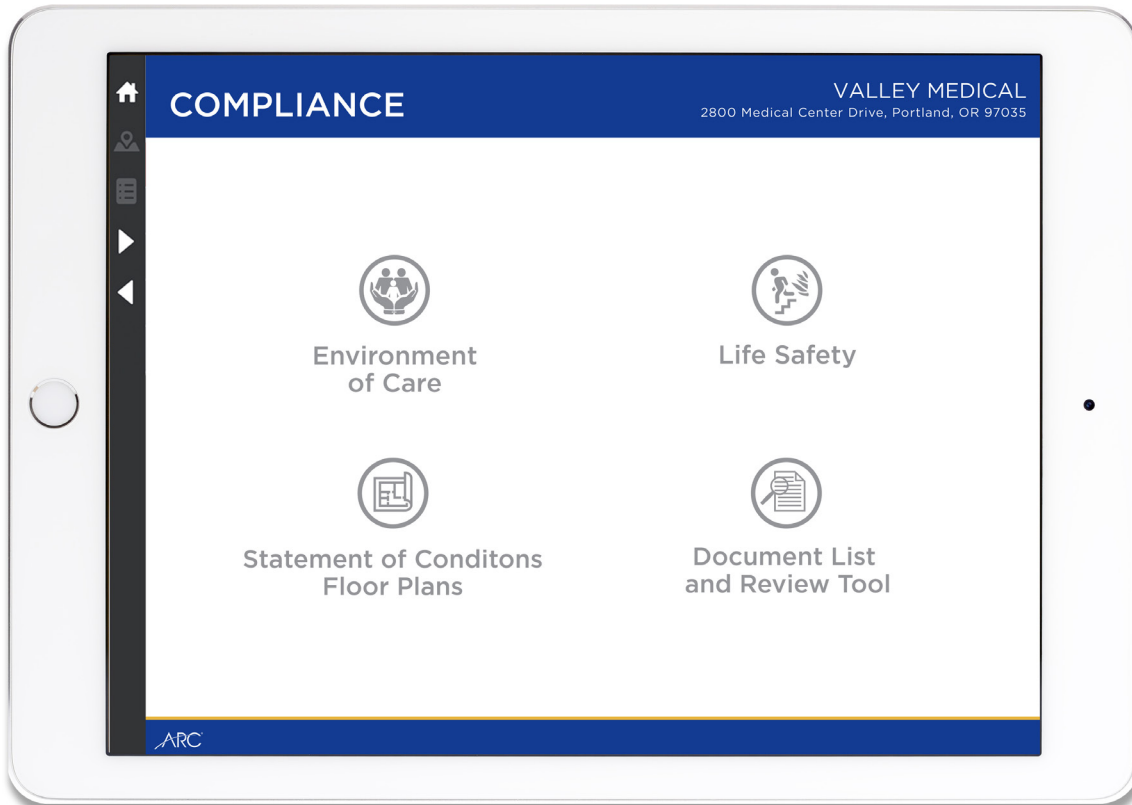 COMPLIANCE
VALLEY MEDICAL
2800 Medical Center Drive, Portland, OR 97035
Environment
of Care
Life Safety
Statement of Conditons
Floor Plans
Document List
and Review Tool
ARC